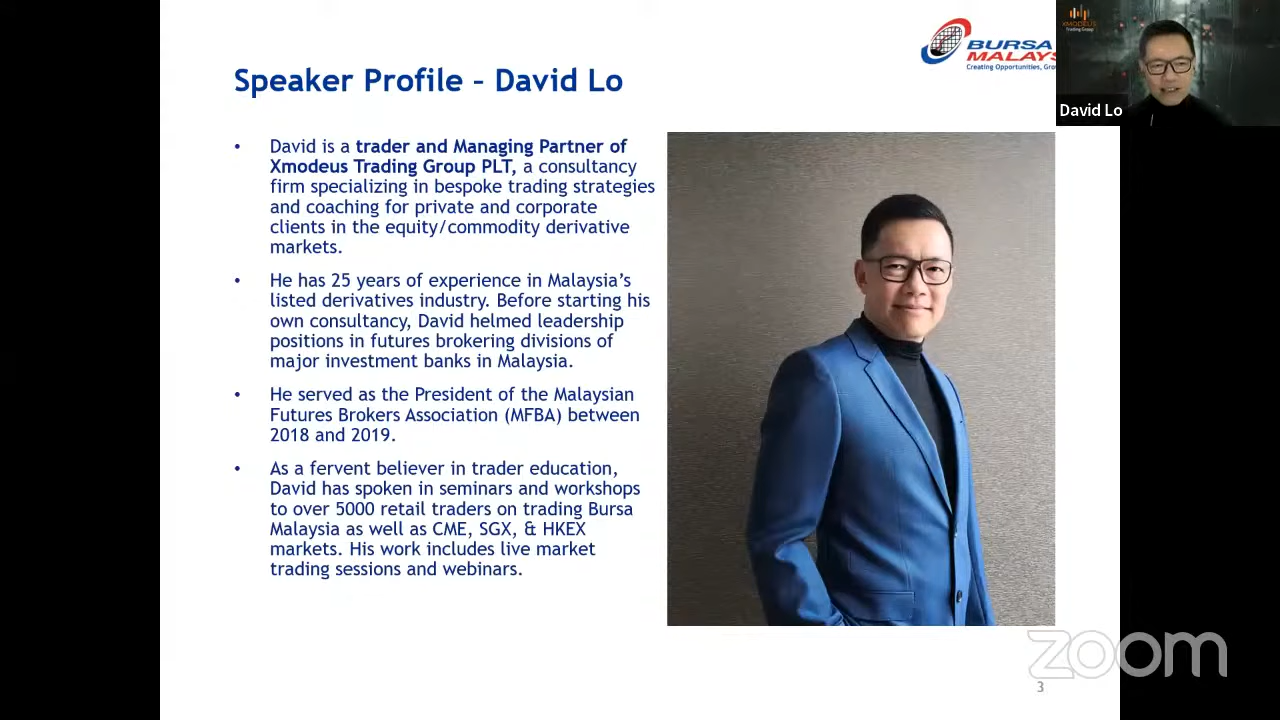 Speaker Profile – David Lo
BURSA
MALAYS
Creating Opportunities, Gro
XMODEUS
Trading Group
David Lo
• David is a trader and Managing Partner of
Xmodeus Trading Group PLT, a consultancy
firm specializing in bespoke trading strategies
and coaching for private and corporate
clients in the equity/commodity derivative
markets.
• He has 25 years of experience in Malaysia’s
listed derivatives industry. Before starting his
own consultancy, David helmed leadership
positions in futures brokering divisions of
major investment banks in Malaysia.
• He served as the President of the Malaysian
Futures Brokers Association (MFBA) between
2018 and 2019.
• As a fervent believer in trader education,
David has spoken in seminars and workshops
to over 5000 retail traders on trading Bursa
Malaysia as well as CME, SGX, & HKEX
markets. His work includes live market
trading sessions and webinars.
zoom
3